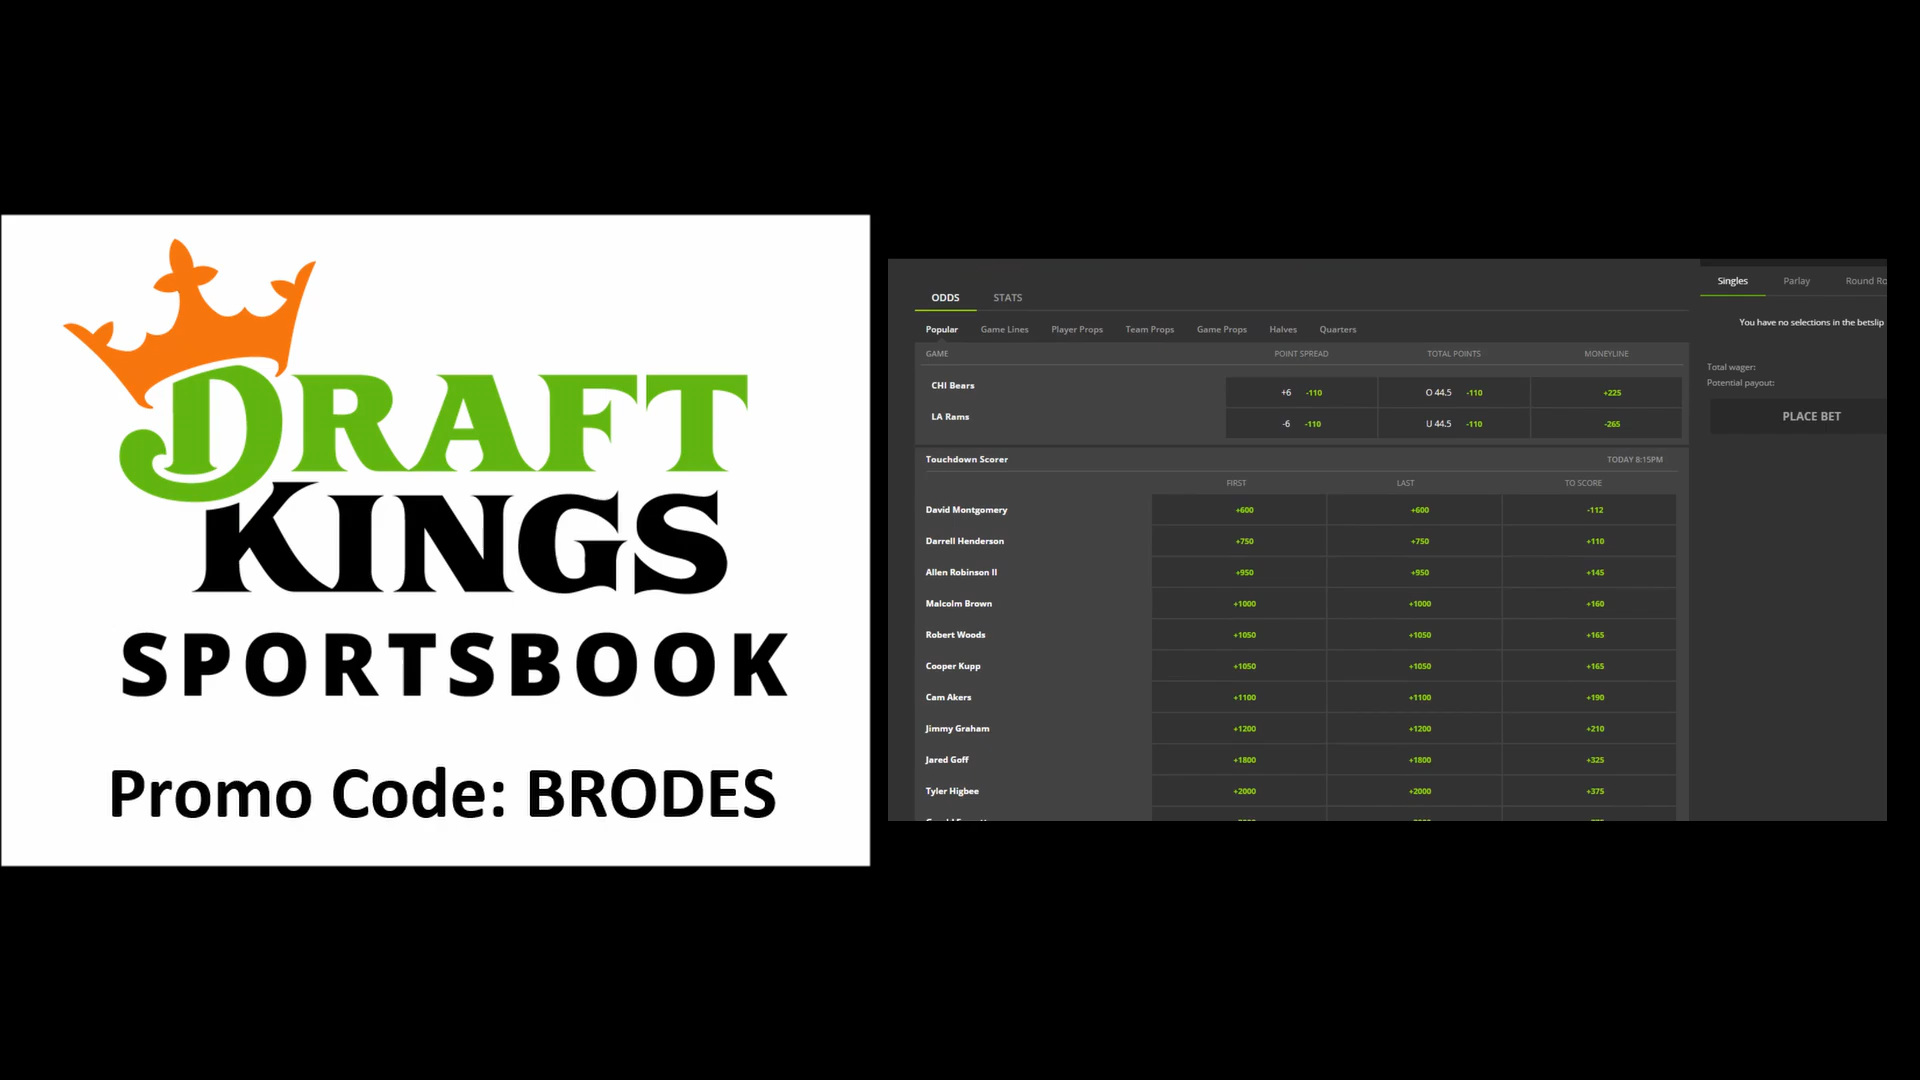 DRAFT
KINGS
SPORTSBOOK
Promo Code: BRODES
ODDS STATS
Popular Game Lines Player Props Team Props Game Props Halves Quarters
GAME POINT SPREAD TOTAL POINTS MONEYLINE
CHI Bears +6 -110 O 44.5 -110 +225
LA Rams -6 -110 U 44.5 -110 -265
Touchdown Scorer TODAY 8:15PM
FIRST LAST TO SCORE
David Montgomery +600 +600 -112
Darrell Henderson +750 +750 +110
Allen Robinson II +950 +950 +145
Malcolm Brown +1000 +1000 +160
Robert Woods +1050 +1050 +165
Cooper Kupp +1050 +1050 +165
Cam Akers +1100 +1100 +190
Jimmy Graham +1200 +1200 +210
Jared Goff +1800 +1800 +325
Tyler Higbee +2000 +2000 +375
Singles Parlay Round Ro
You have no selections in the betslip
Total wager:
Potential payout:
PLACE BET